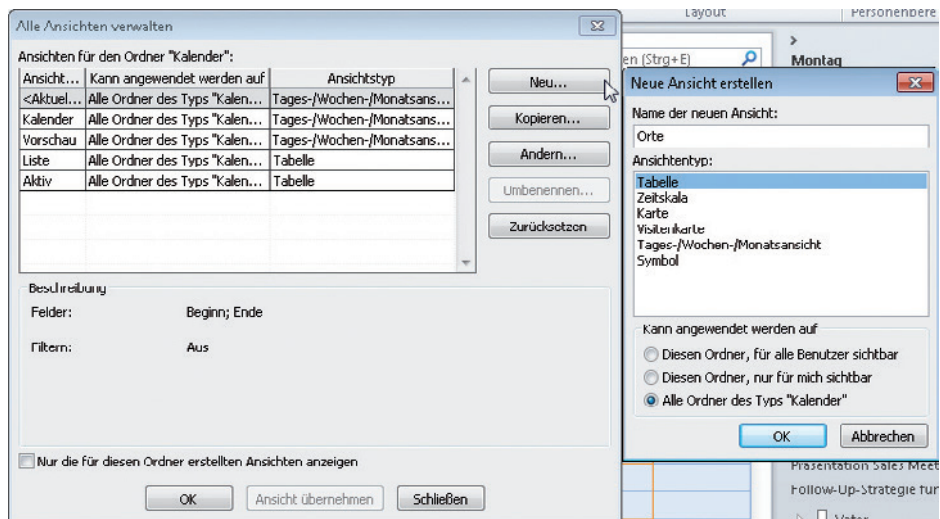 Layout
Personenbere
Alle Ansichten verwalten
Ansichten für den Ordner "Kalender":
Ansicht... Kann angewendet werden auf Ansichtstyp
<Aktuel... Alle Ordner des Typs "Kalen... Tages-/Wochen-/Monatsans...
Kalender Alle Ordner des Typs "Kalen... Tages-/Wochen-/Monatsans...
Vorschau Alle Ordner des Typs "Kalen... Tages-/Wochen-/Monatsans...
Liste Alle Ordner des Typs "Kalen... Tabelle
Aktiv Alle Ordner des Typs "Kalen... Tabelle
Neu...
Kopieren...
Ändern...
Umbenennen...
Zurücksetzen
Beschreibung
Felder: Beginn; Ende
Filtern: Aus
Nur die für diesen Ordner erstellten Ansichten anzeigen
OK Ansicht übernehmen Schließen
en (Strg+E)
Montag
Neue Ansicht erstellen
Name der neuen Ansicht:
Orte
Ansichtentyp:
Tabelle
Zeitskala
Karte
Visitenkarte
Tages-/Wochen-/Monatsansicht
Symbol
Kann angewendet werden auf
Diesen Ordner, für alle Benutzer sichtbar
Diesen Ordner, nur für mich sichtbar
Alle Ordner des Typs "Kalender"
OK Abbrechen
Präsentation Sales Meet
Follow-Up-Strategie für